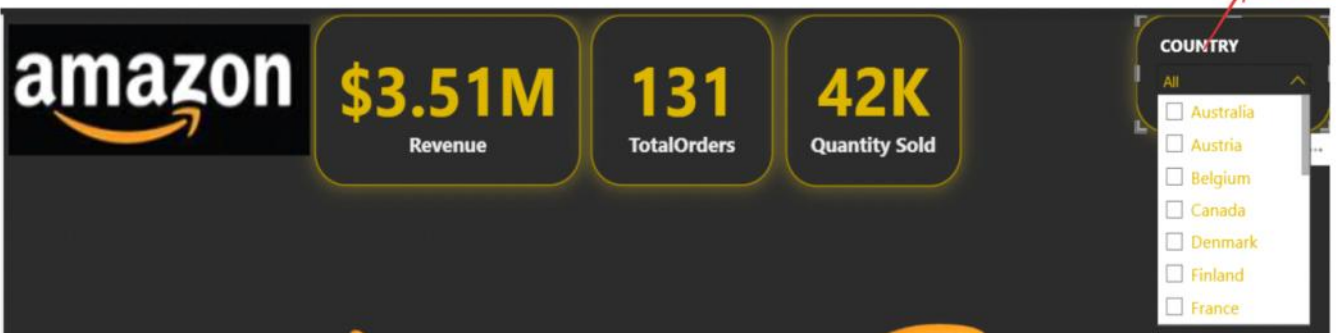 amazon
$3.51M
Revenue
131
TotalOrders
42K
Quantity Sold
COUNTRY
All
Australia
Austria
Belgium
Canada
Denmark
Finland
France